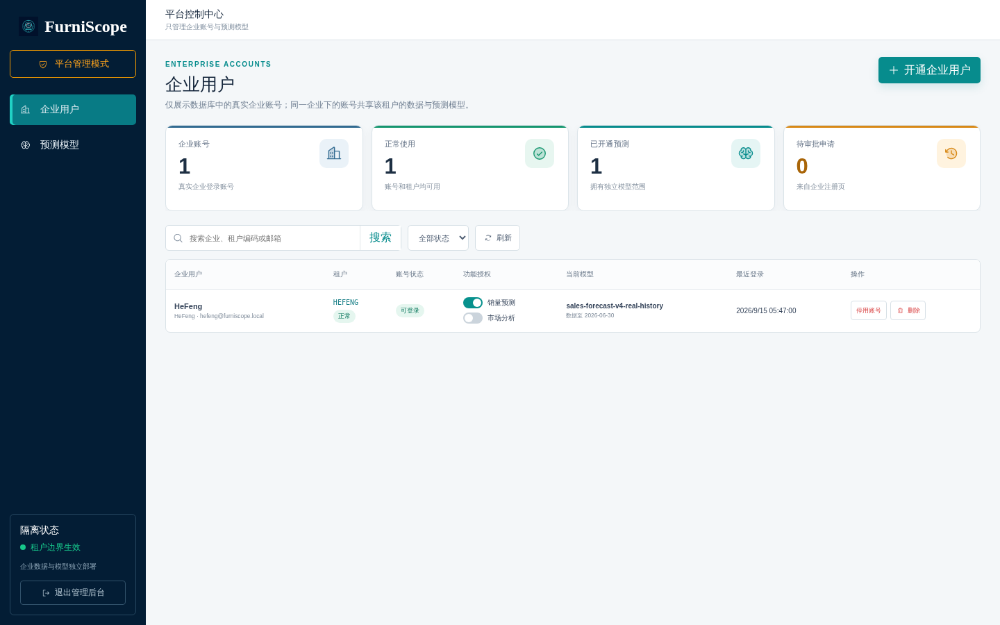 FurniScope
平台管理模式
企业用户
预测模型
隔离状态
租户边界生效
企业数据与模型独立部署
退出管理后台
平台控制中心
只管理企业账号与预测模型
ENTERPRISE ACCOUNTS
企业用户
仅展示数据库中的真实企业账号；同一企业下的账号共享该租户的数据与预测模型。
开通企业用户
企业账号
1
真实企业登录账号
正常使用
1
账号和租户均可用
已开通预测
1
拥有独立模型范围
待审批申请
0
来自企业注册页
搜索企业、租户编码或邮箱 搜索 全部状态 刷新
企业用户 租户 账号状态 功能授权 当前模型 最近登录 操作
HeFeng
HeFeng · hefeng@furniscope.local
HEFENG
正常
可登录
销量预测
市场分析
sales-forecast-v4-real-history
数据至 2026-06-30
2026/9/15 05:47:00
停用账号 删除